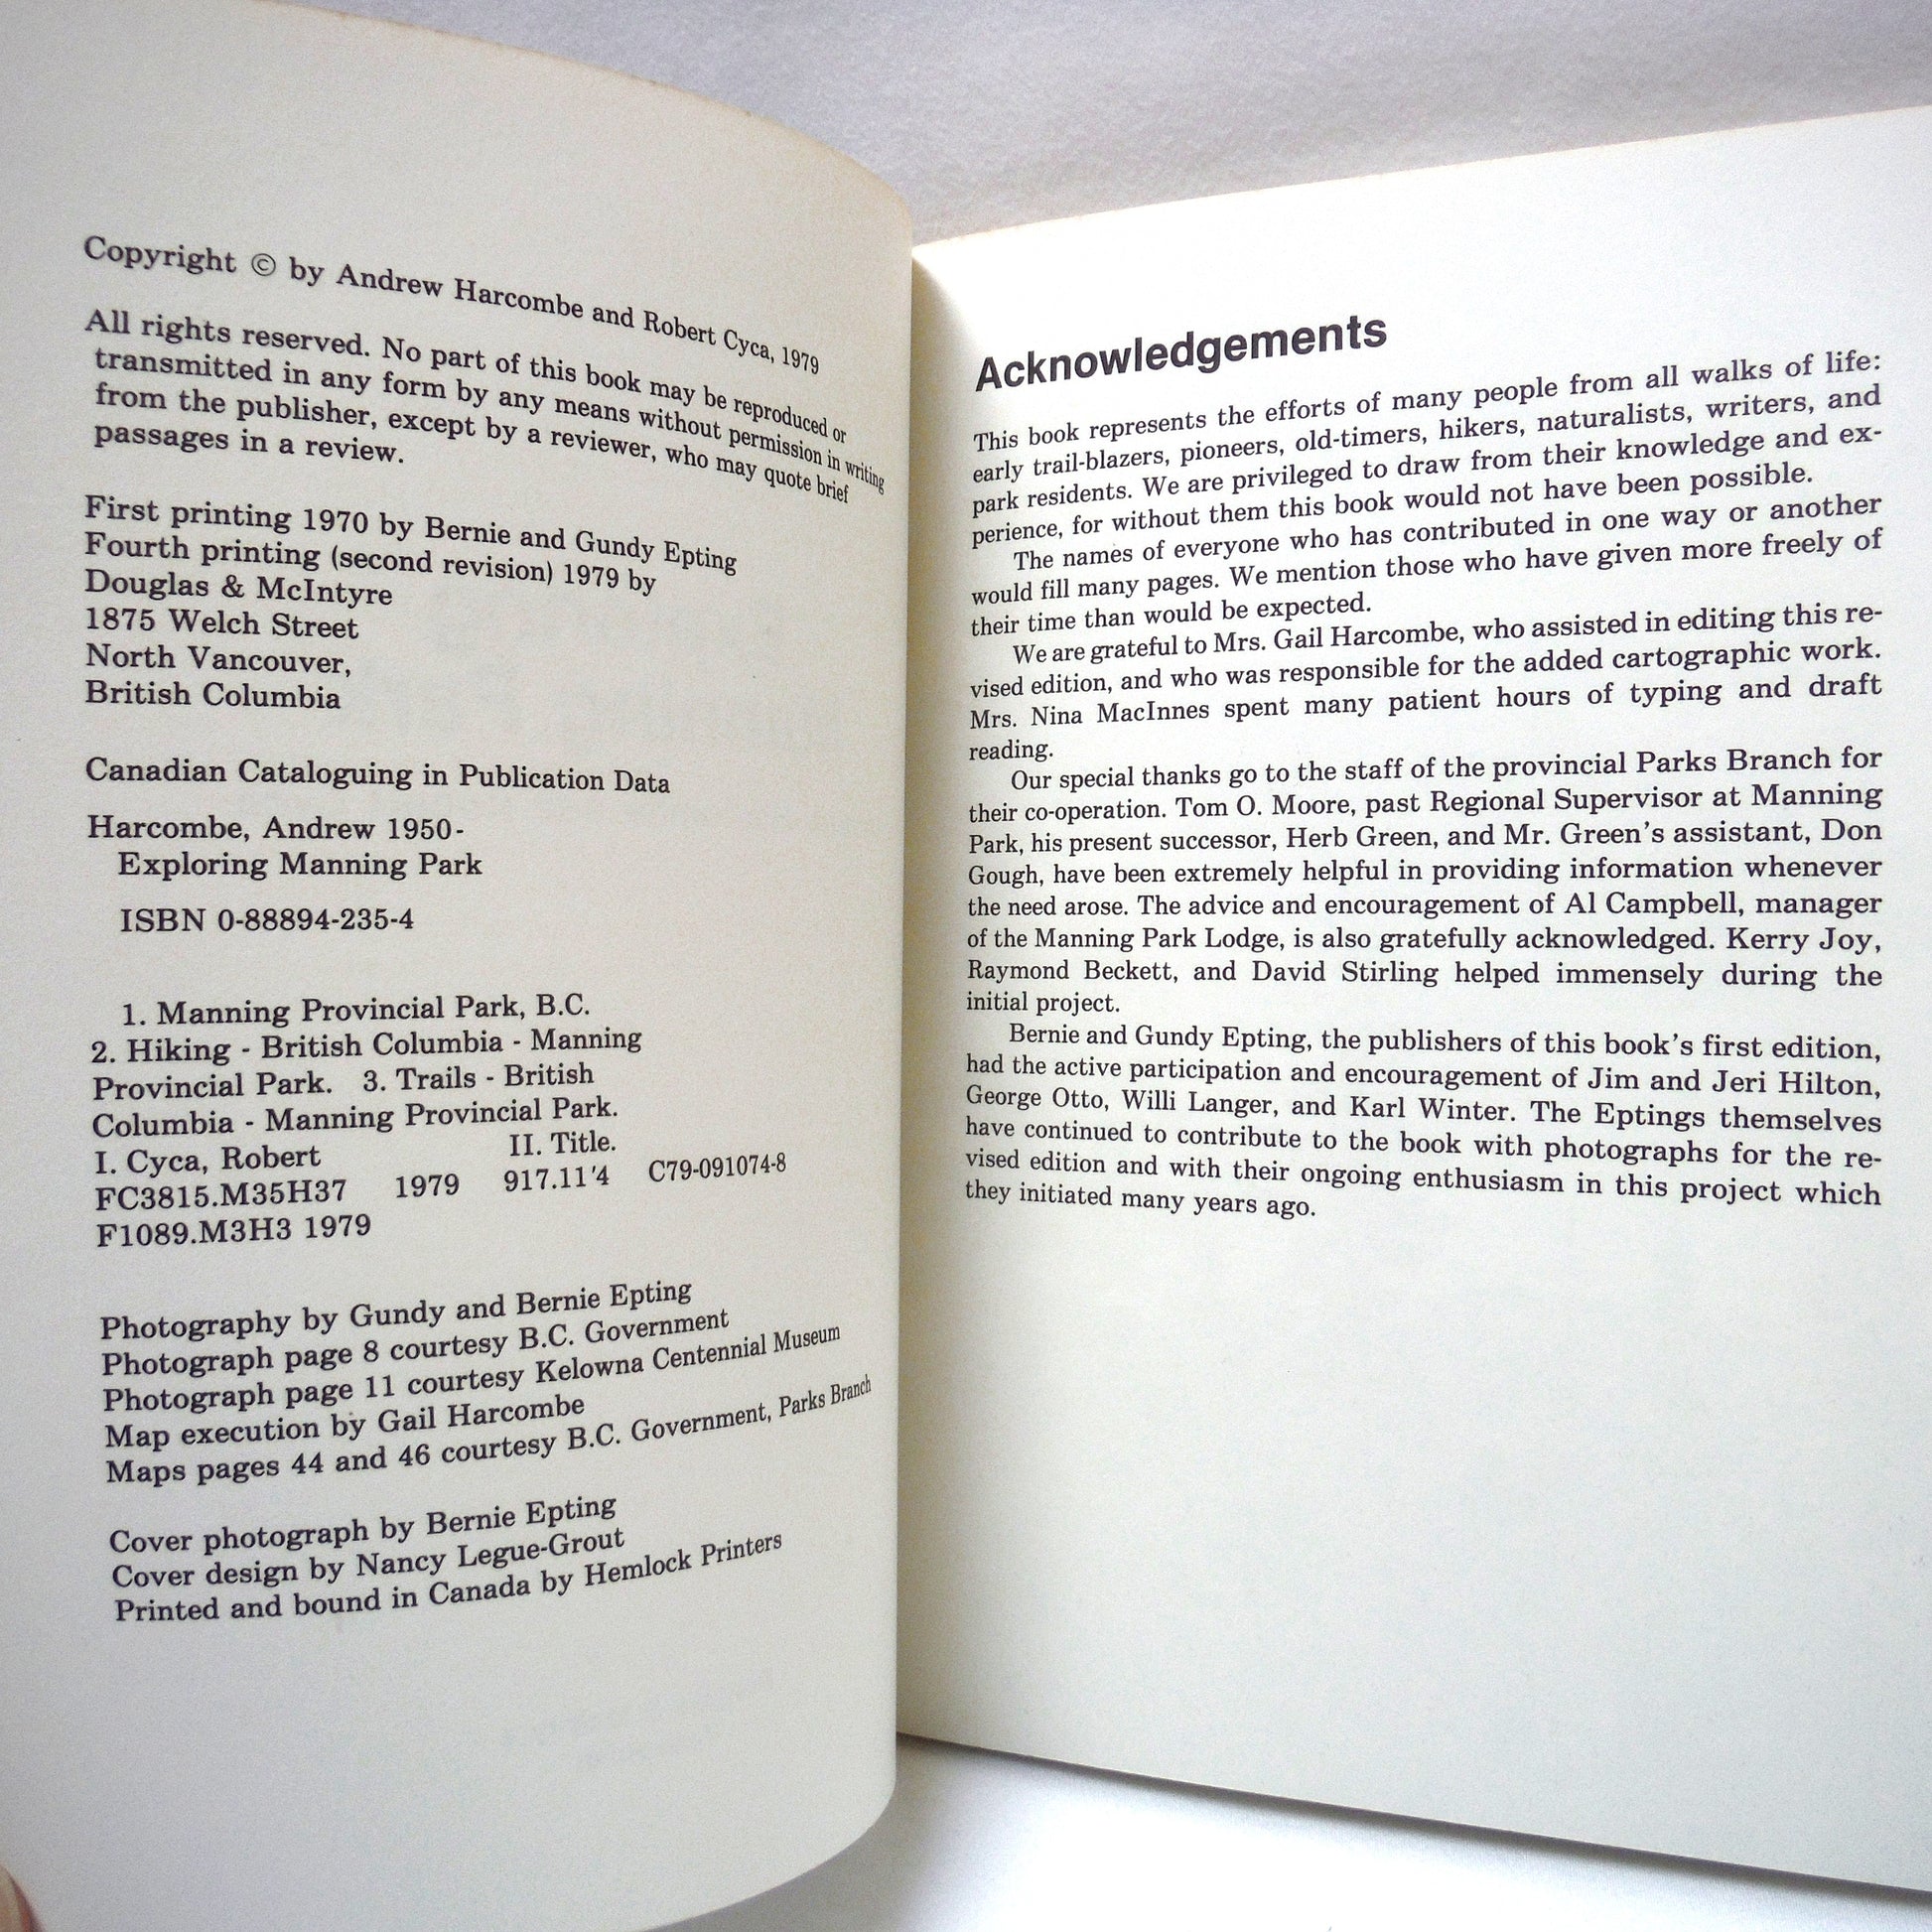 Copyright © by Andrew Harcombe and Robert Cyca, 1979
All rights reserved. No part of this book may be reproduced or
transmitted in any form by any means without permission in writing
from the publisher, except by a reviewer, who may quote brief
passages in a review.
First printing 1970 by Bernie and Gundy Epting
Fourth printing (second revision) 1979 by
Douglas & McIntyre
1875 Welch Street
North Vancouver,
British Columbia
Canadian Cataloguing in Publication Data
Harcombe, Andrew 1950-
Exploring Manning Park
ISBN 0-88894-235-4
1. Manning Provincial Park, B.C.
2. Hiking - British Columbia - Manning
Provincial Park. 3. Trails - British
Columbia - Manning Provincial Park.
I. Cyca, Robert II. Title.
FC3815.M35H37 1979 917.11'4 C79-091074-8
F1089.M3H3 1979
Photography by Gundy and Bernie Epting
Photograph page 8 courtesy B.C. Government
Photograph page 11 courtesy Kelowna Centennial Museum
Map execution by Gail Harcombe
Maps pages 44 and 46 courtesy B.C. Government, Parks Branch
Cover photograph by Bernie Epting
Cover design by Nancy Legue-Grout
Printed and bound in Canada by Hemlock Printers
Acknowledgements
This book represents the efforts of many people from all walks of life:
early trail-blazers, pioneers, old-timers, hikers, naturalists, writers, and
park residents. We are privileged to draw from their knowledge and ex-
perience, for without them this book would not have been possible.
The names of everyone who has contributed in one way or another
would fill many pages. We mention those who have given more freely of
their time than would be expected.
We are grateful to Mrs. Gail Harcombe, who assisted in editing this re-
vised edition, and who was responsible for the added cartographic work.
Mrs. Nina MacInnes spent many patient hours of typing and draft
reading.
Our special thanks go to the staff of the provincial Parks Branch for
their co-operation. Tom O. Moore, past Regional Supervisor at Manning
Park, his present successor, Herb Green, and Mr. Green's assistant, Don
Gough, have been extremely helpful in providing information whenever
the need arose. The advice and encouragement of Al Campbell, manager
of the Manning Park Lodge, is also gratefully acknowledged. Kerry Joy,
Raymond Beckett, and David Stirling helped immensely during the
initial project.
Bernie and Gundy Epting, the publishers of this book's first edition,
had the active participation and encouragement of Jim and Jeri Hilton,
George Otto, Willi Langer, and Karl Winter. The Eptings themselves
have continued to contribute to the book with photographs for the re-
vised edition and with their ongoing enthusiasm in this project which
they initiated many years ago.